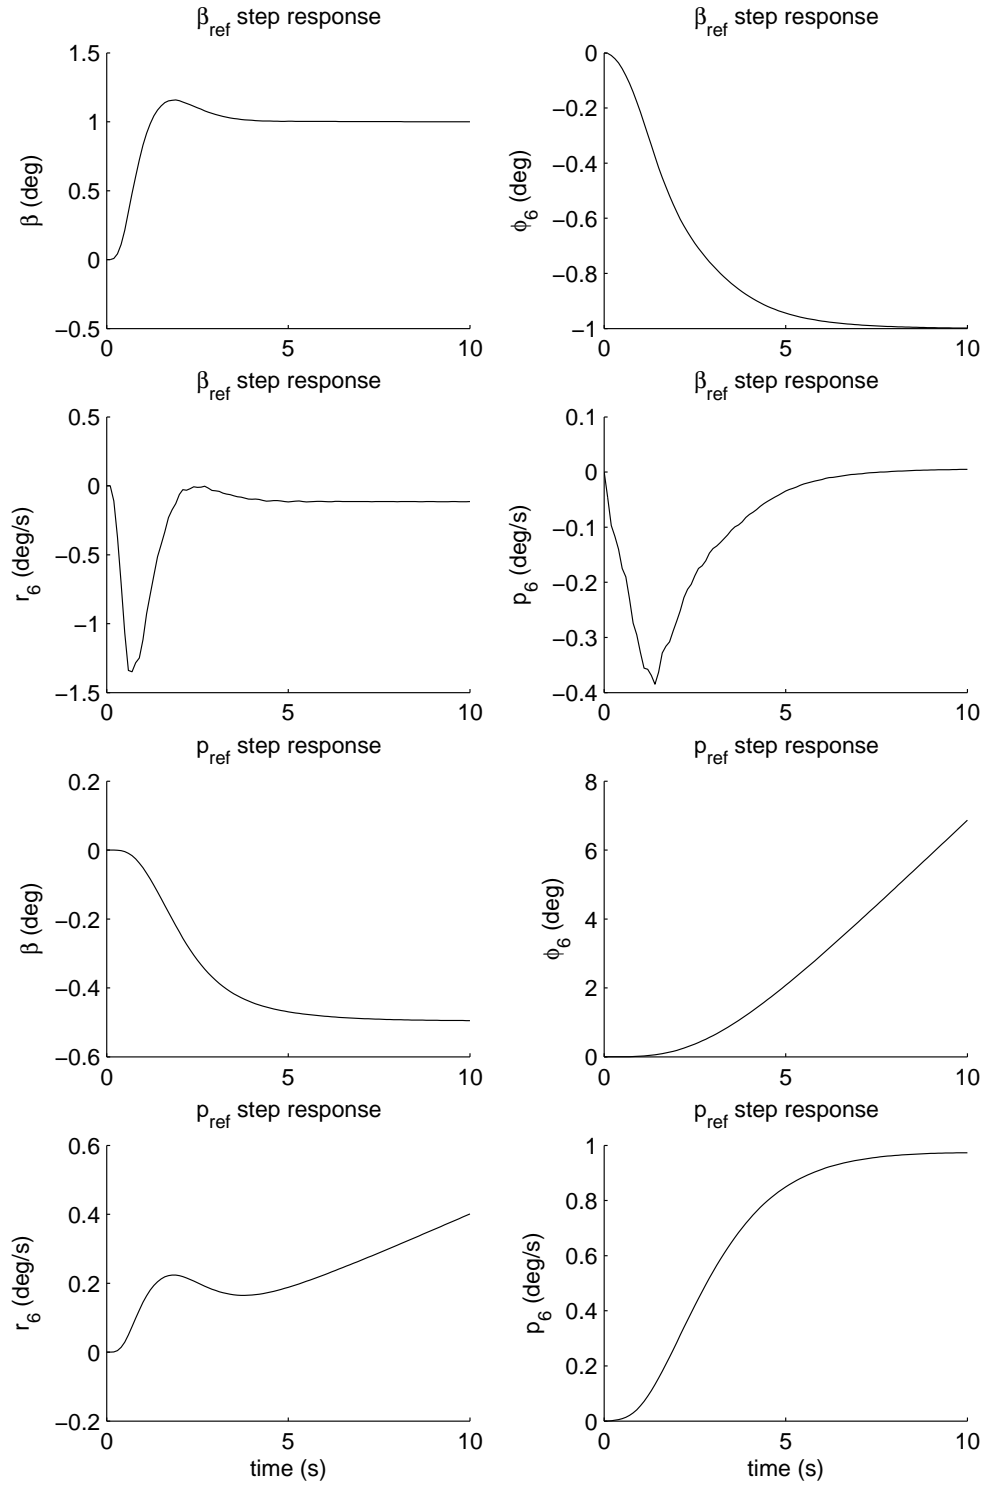 β_ref step response
1.5
1
0.5
0
−0.5
β (deg)
0 5 10
β_ref step response
0
−0.2
−0.4
−0.6
−0.8
−1
ϕ_6 (deg)
0 5 10
β_ref step response
0.5
0
−0.5
−1
−1.5
r_6 (deg/s)
0 5 10
β_ref step response
0.1
0
−0.1
−0.2
−0.3
−0.4
p_6 (deg/s)
0 5 10
p_ref step response
0.2
0
−0.2
−0.4
−0.6
β (deg)
0 5 10
p_ref step response
8
6
4
2
0
ϕ_6 (deg)
0 5 10
p_ref step response
0.6
0.4
0.2
0
−0.2
r_6 (deg/s)
0 5 10
time (s)
p_ref step response
1
0.8
0.6
0.4
0.2
0
p_6 (deg/s)
0 5 10
time (s)